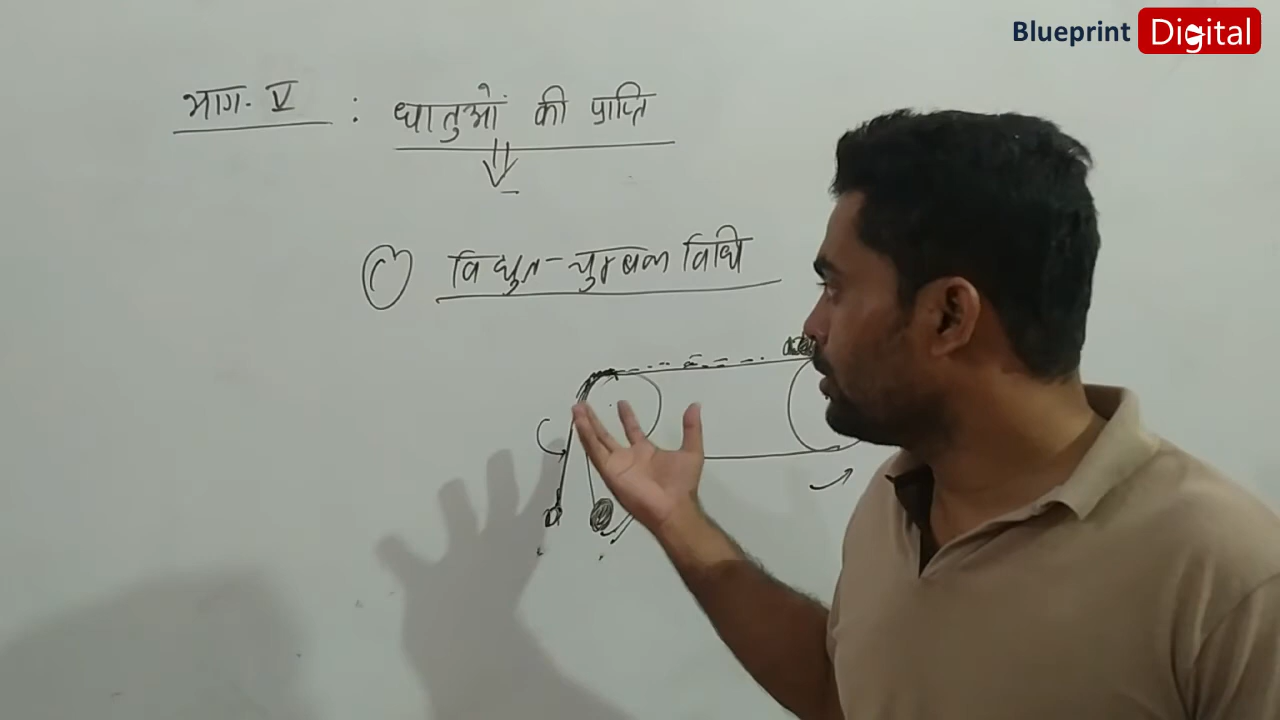 Blueprint Digital
भाग- V : धातुओं की प्राप्ति
(C) विद्युत-चुम्बक विधि